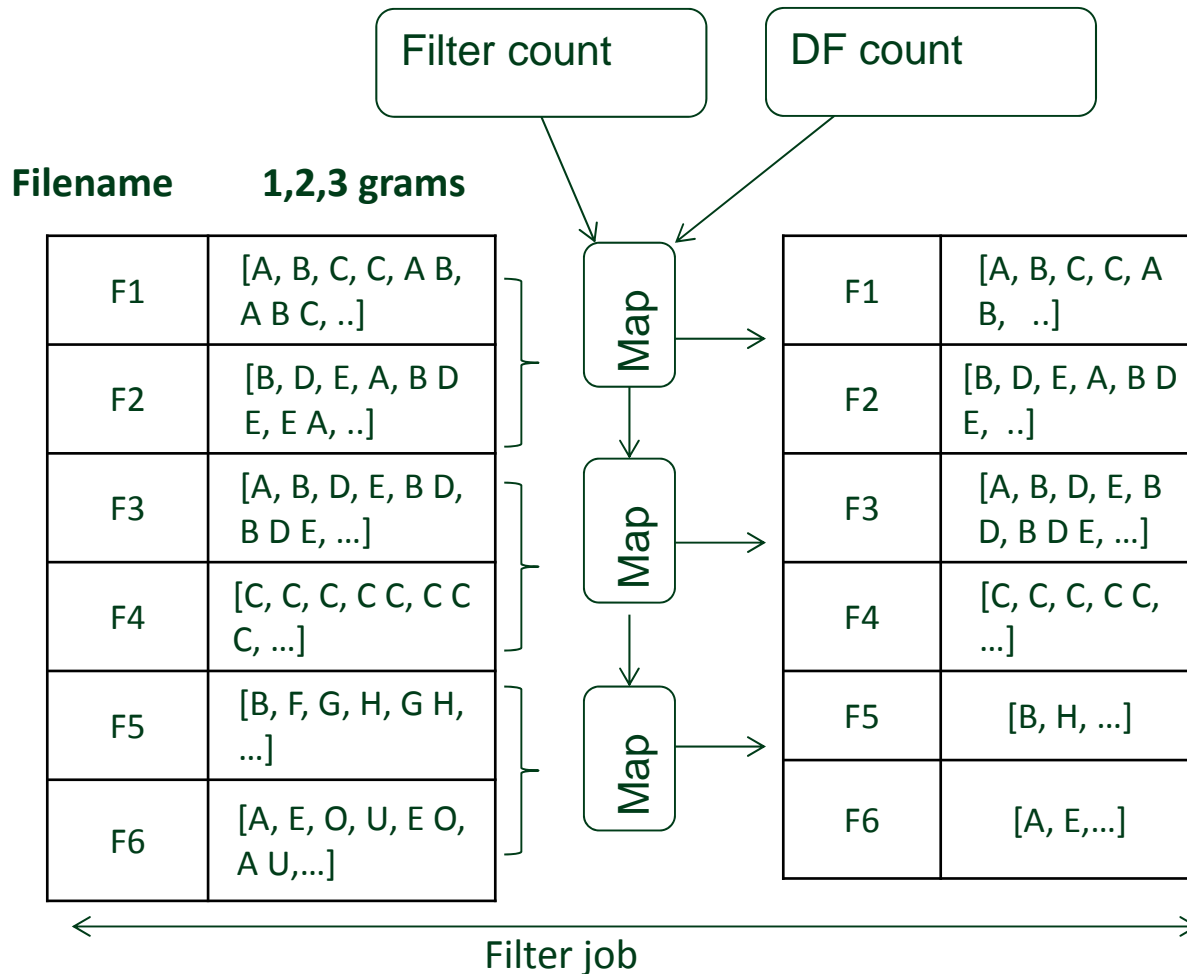 Filter count
DF count
Filename
1,2,3 grams
F1
[A, B, C, C, A B,
A B C, ..]
F2
[B, D, E, A, B D
E, E A, ..]
F3
[A, B, D, E, B D,
B D E, ...]
F4
[C, C, C, C C, C C
C, ...]
F5
[B, F, G, H, G H,
...]
F6
[A, E, O, U, E O,
A U,...]
Map
Map
Map
F1
[A, B, C, C, A
B, ..]
F2
[B, D, E, A, B D
E, ..]
F3
[A, B, D, E, B
D, B D E, ...]
F4
[C, C, C, C C,
...]
F5
[B, H, ...]
F6
[A, E,...]
Filter job